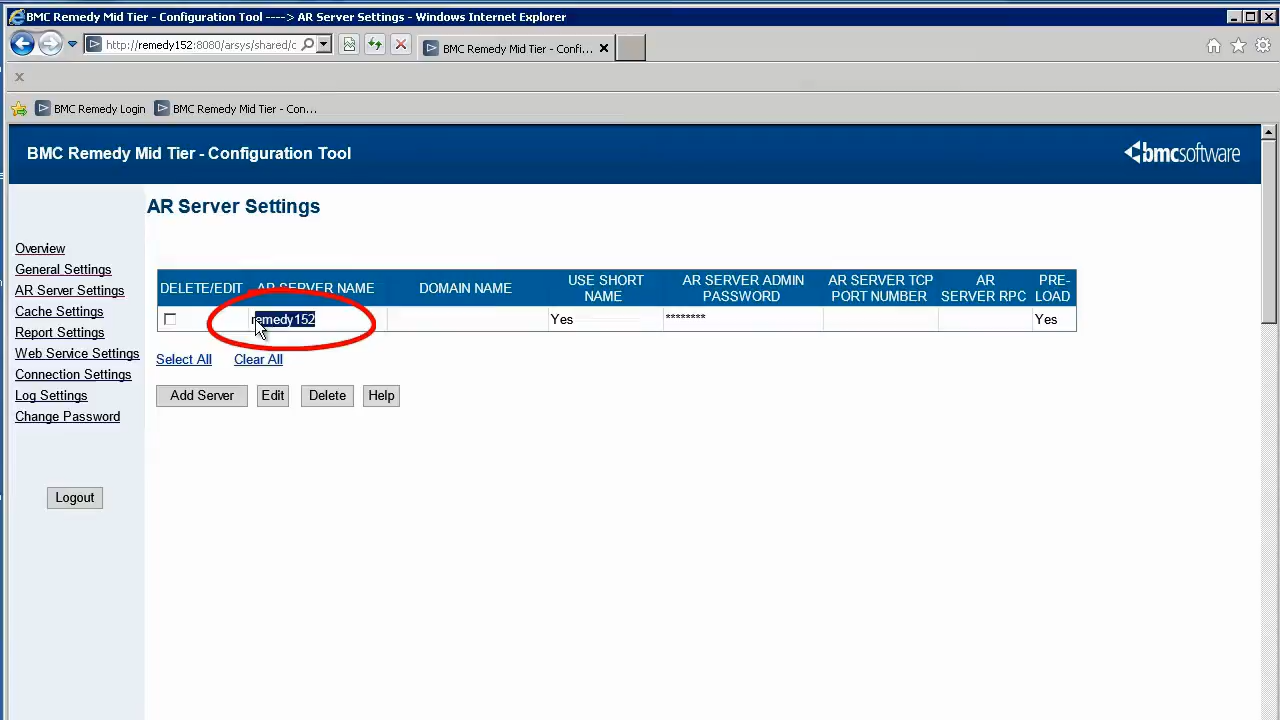 BMC Remedy Mid Tier - Configuration Tool ----> AR Server Settings - Windows Internet Explorer
http://remedy152:8080/arsys/shared/c
BMC Remedy Mid Tier - Confi...
BMC Remedy Login
BMC Remedy Mid Tier - Con...
BMC Remedy Mid Tier - Configuration Tool
bmcsoftware
AR Server Settings
Overview
General Settings
AR Server Settings
Cache Settings
Report Settings
Web Service Settings
Connection Settings
Log Settings
Change Password
Logout
DELETE/EDIT AR SERVER NAME DOMAIN NAME USE SHORT NAME AR SERVER ADMIN PASSWORD AR SERVER TCP PORT NUMBER AR SERVER RPC PRE-LOAD
remedy152 Yes ******** Yes
Select All Clear All
Add Server Edit Delete Help